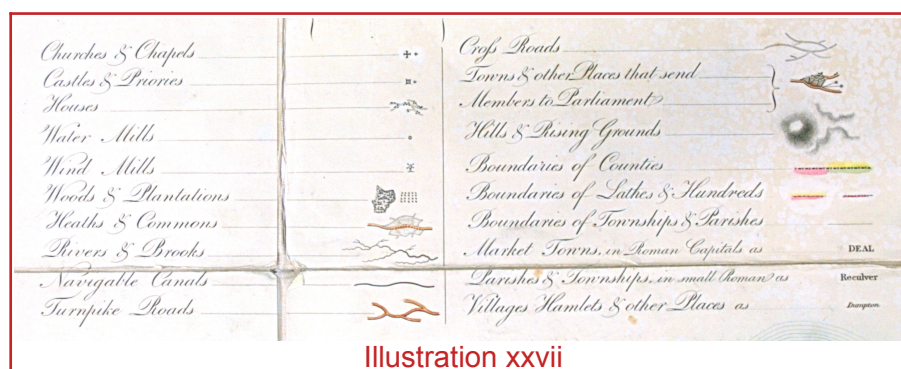 Churches & Chapels
Castles & Priories
Houses
Water Mills
Wind Mills
Woods & Plantations
Heaths & Commons
Rivers & Brooks
Navigable Canals
Turnpike Roads
Croſs Roads
Towns & other Places that send
Members to Parliament
Hills & Rising Grounds
Boundaries of Counties
Boundaries of Lathes & Hundreds
Boundaries of Townships & Parishes
Market Towns, in Roman Capitals as DEAL
Parishes & Townships, in small Roman as Reculver
Villages Hamlets & other Places as Dumpton
Illustration xxvii